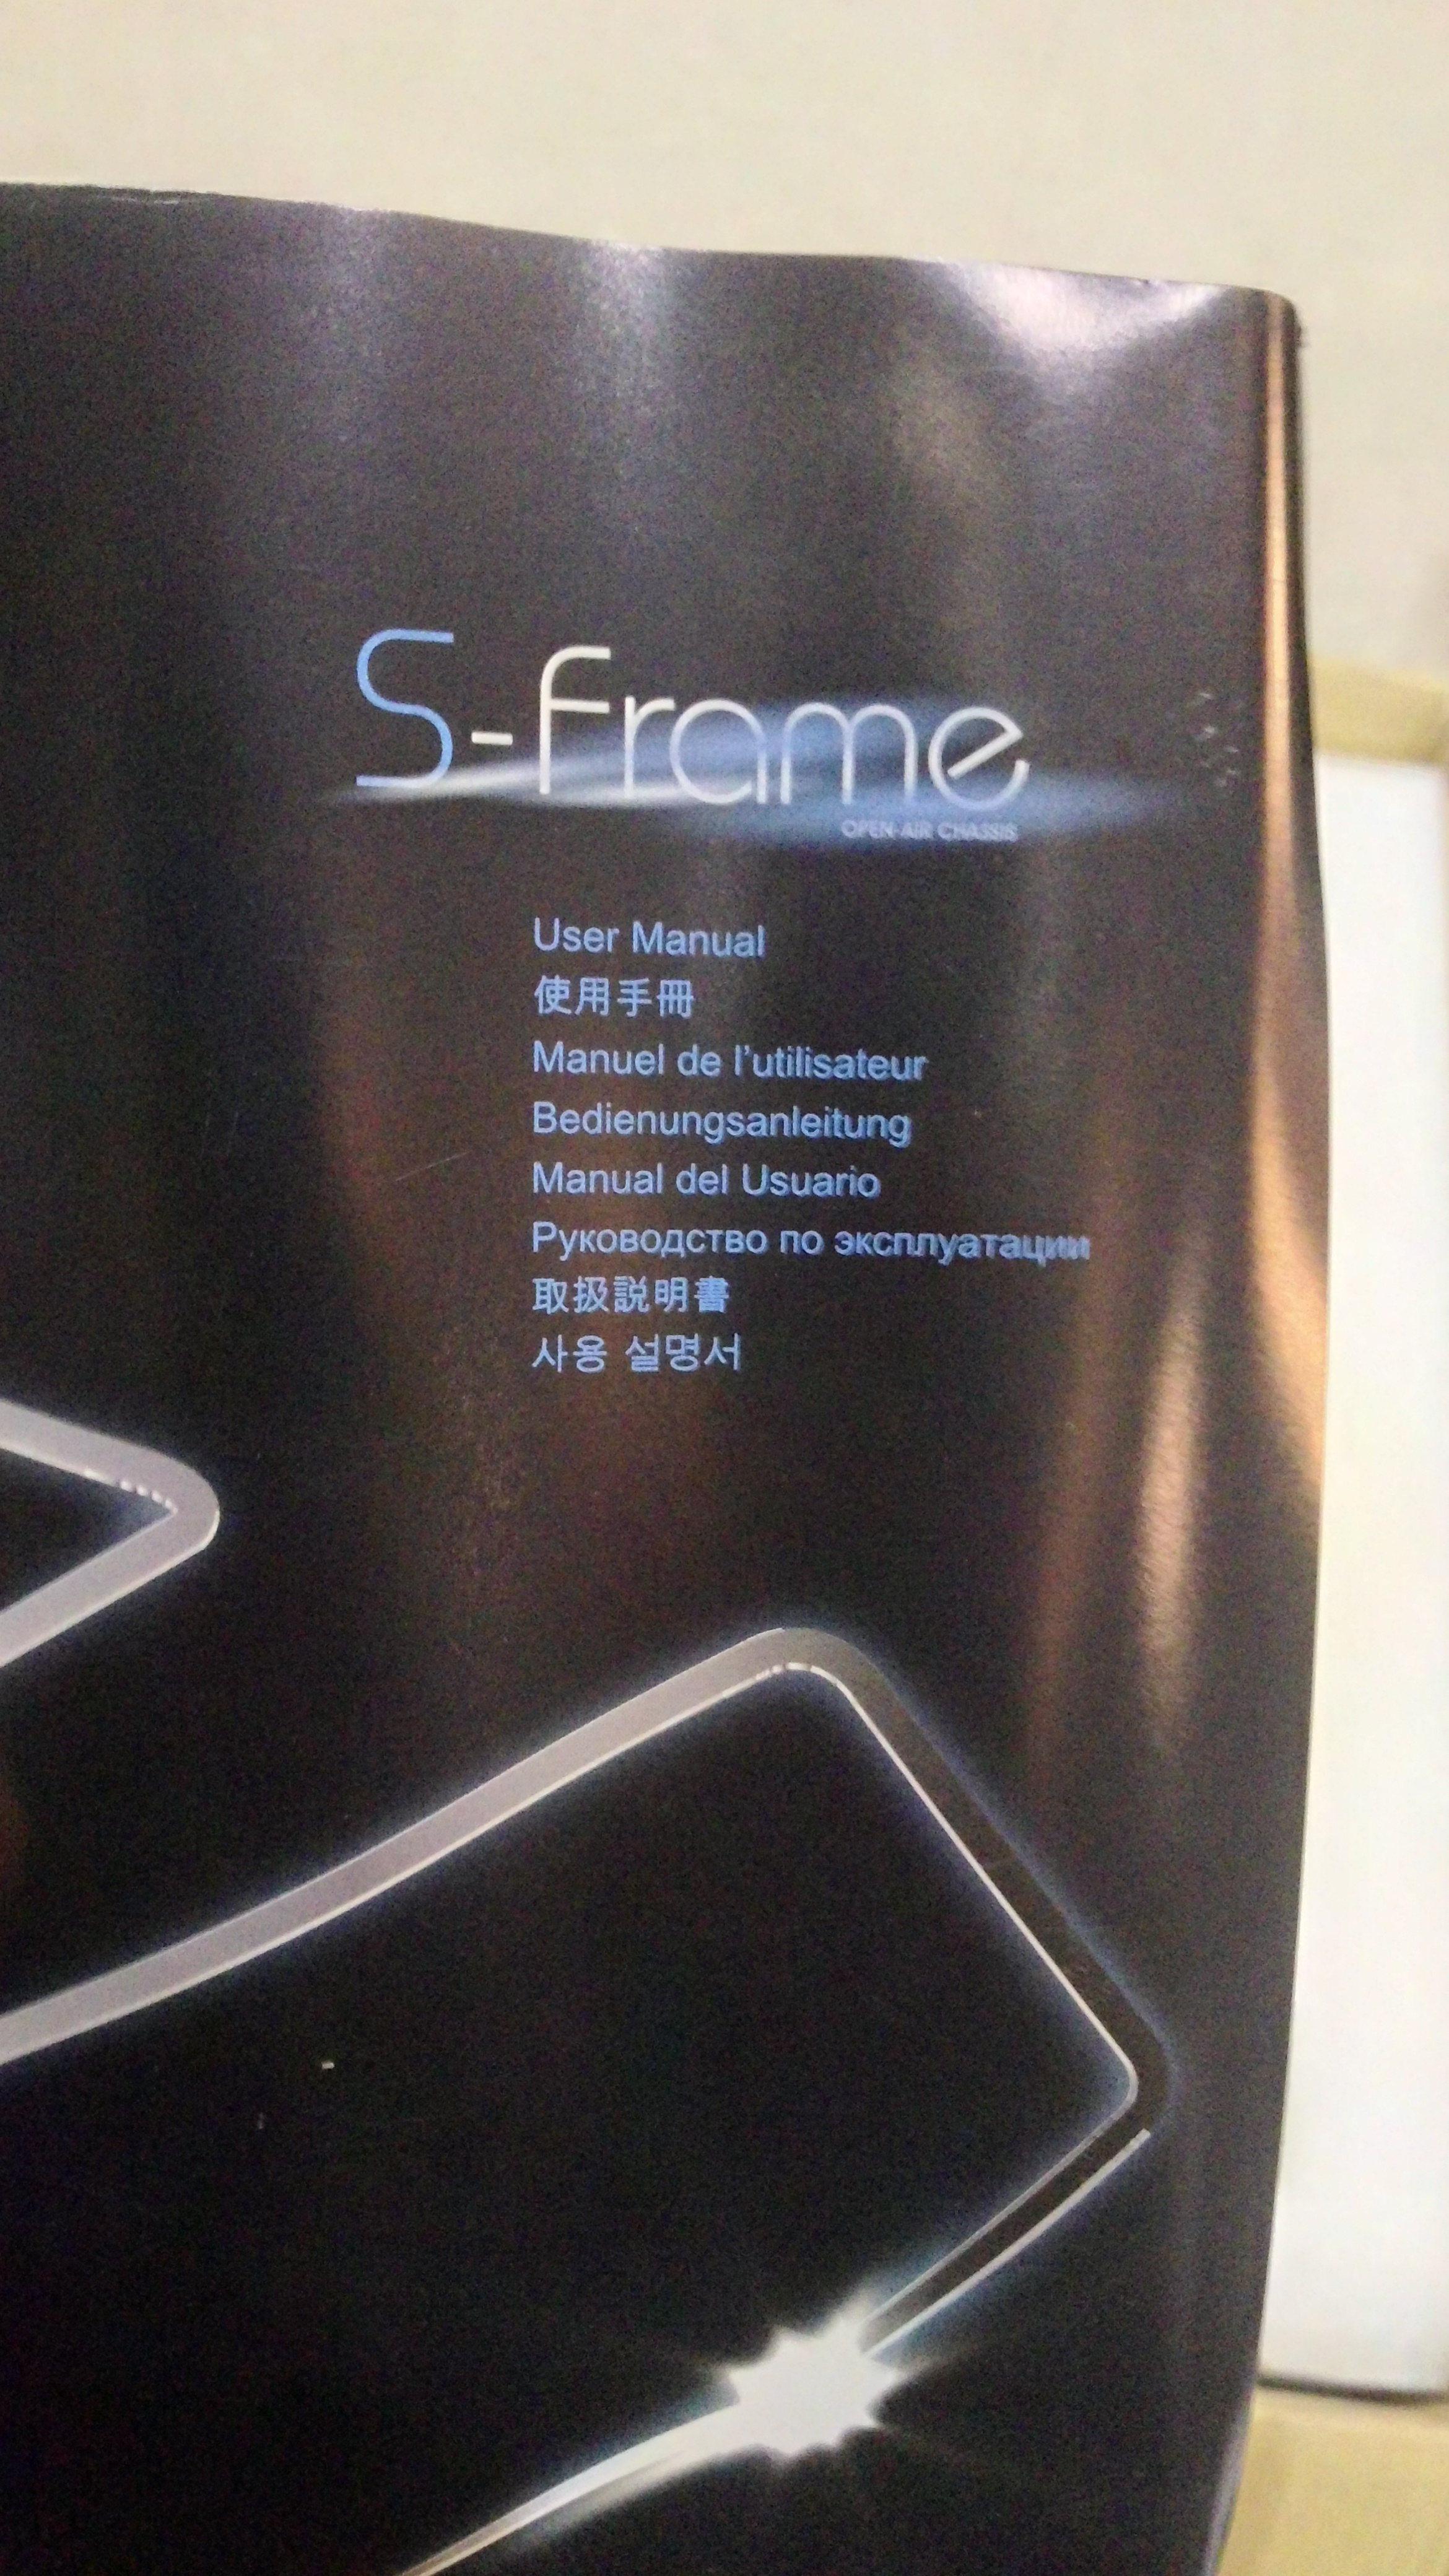 S-Frame
OPEN-AIR CHASSIS
User Manual
使用手冊
Manuel de l'utilisateur
Bedienungsanleitung
Manual del Usuario
Руководство по эксплуатации
取扱説明書
사용 설명서